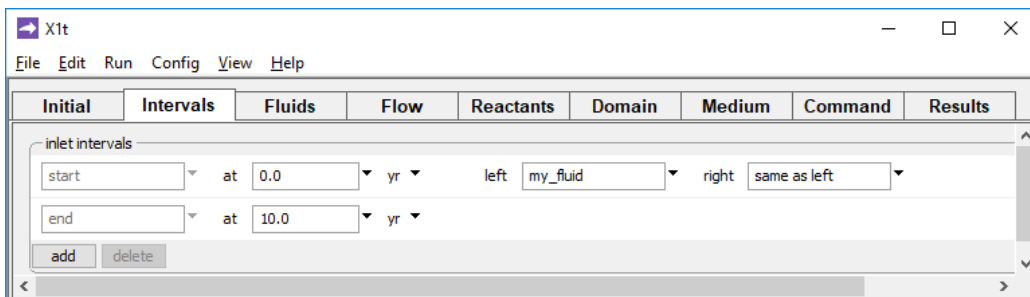 X1t
File Edit Run Config View Help
Initial Intervals Fluids Flow Reactants Domain Medium Command Results
inlet intervals
start at 0.0 yr left my_fluid right same as left
end at 10.0 yr
add delete